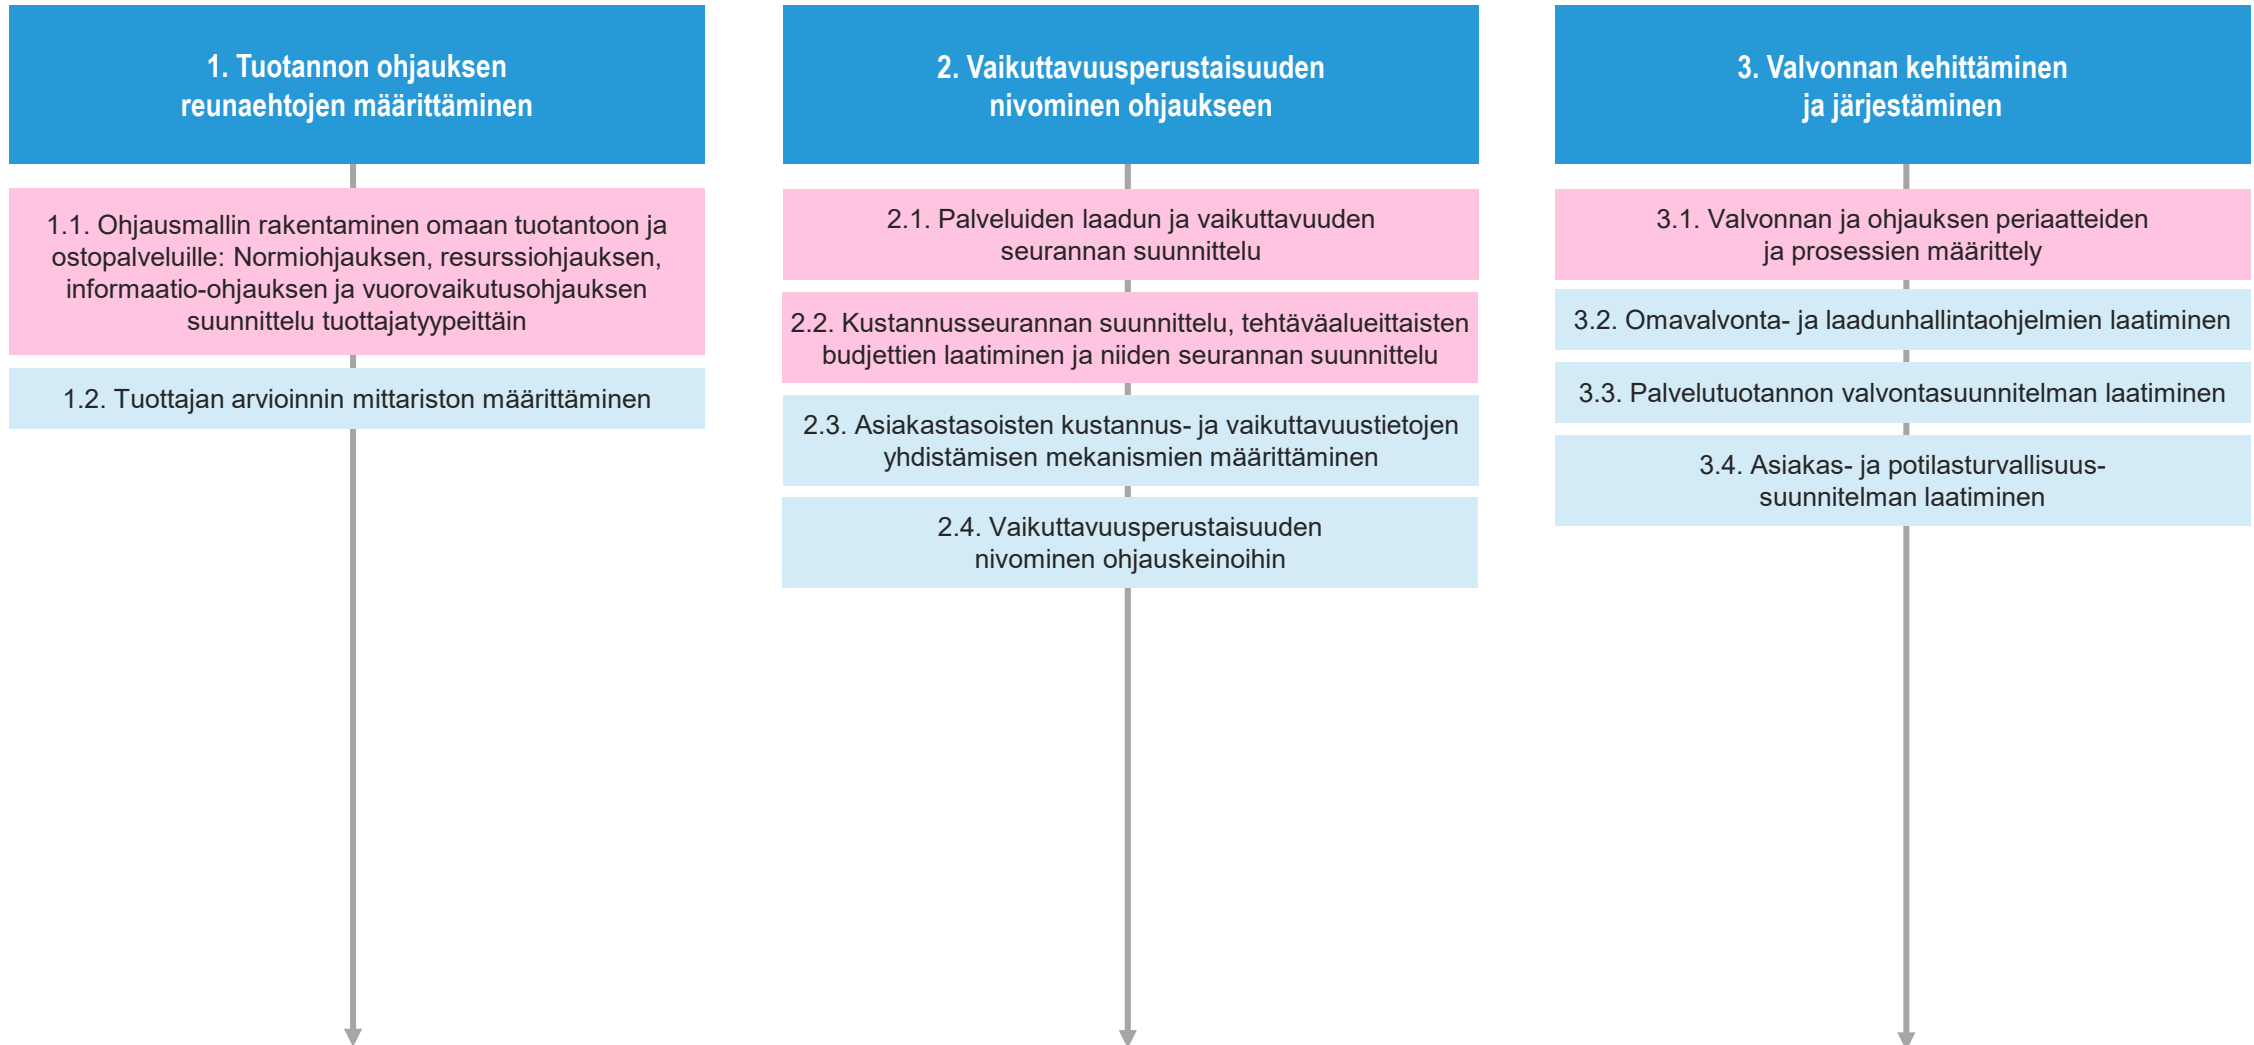 1. Tuotannon ohjauksen
reunaehtojen määrittäminen
1.1. Ohjausmallin rakentaminen omaan tuotantoon ja
ostopalveluille: Normiohjauksen, resurssiohjauksen,
informaatio-ohjauksen ja vuorovaikutusohjauksen
suunnittelu tuottajatyypeittäin
1.2. Tuottajan arvioinnin mittariston määrittäminen
2. Vaikuttavuusperustaisuuden
nivominen ohjaukseen
2.1. Palveluiden laadun ja vaikuttavuuden
seurannan suunnittelu
2.2. Kustannusseurannan suunnittelu, tehtäväalueittaisten
budjettien laatiminen ja niiden seurannan suunnittelu
2.3. Asiakastasoisten kustannus- ja vaikuttavuustietojen
yhdistämisen mekanismien määrittäminen
2.4. Vaikuttavuusperustaisuuden
nivominen ohjauskeinoihin
3. Valvonnan kehittäminen
ja järjestäminen
3.1. Valvonnan ja ohjauksen periaatteiden
ja prosessien määrittely
3.2. Omavalvonta- ja laadunhallintaohjelmien laatiminen
3.3. Palvelutuotannon valvontasuunnitelman laatiminen
3.4. Asiakas- ja potilasturvallisuus-
suunnitelman laatiminen